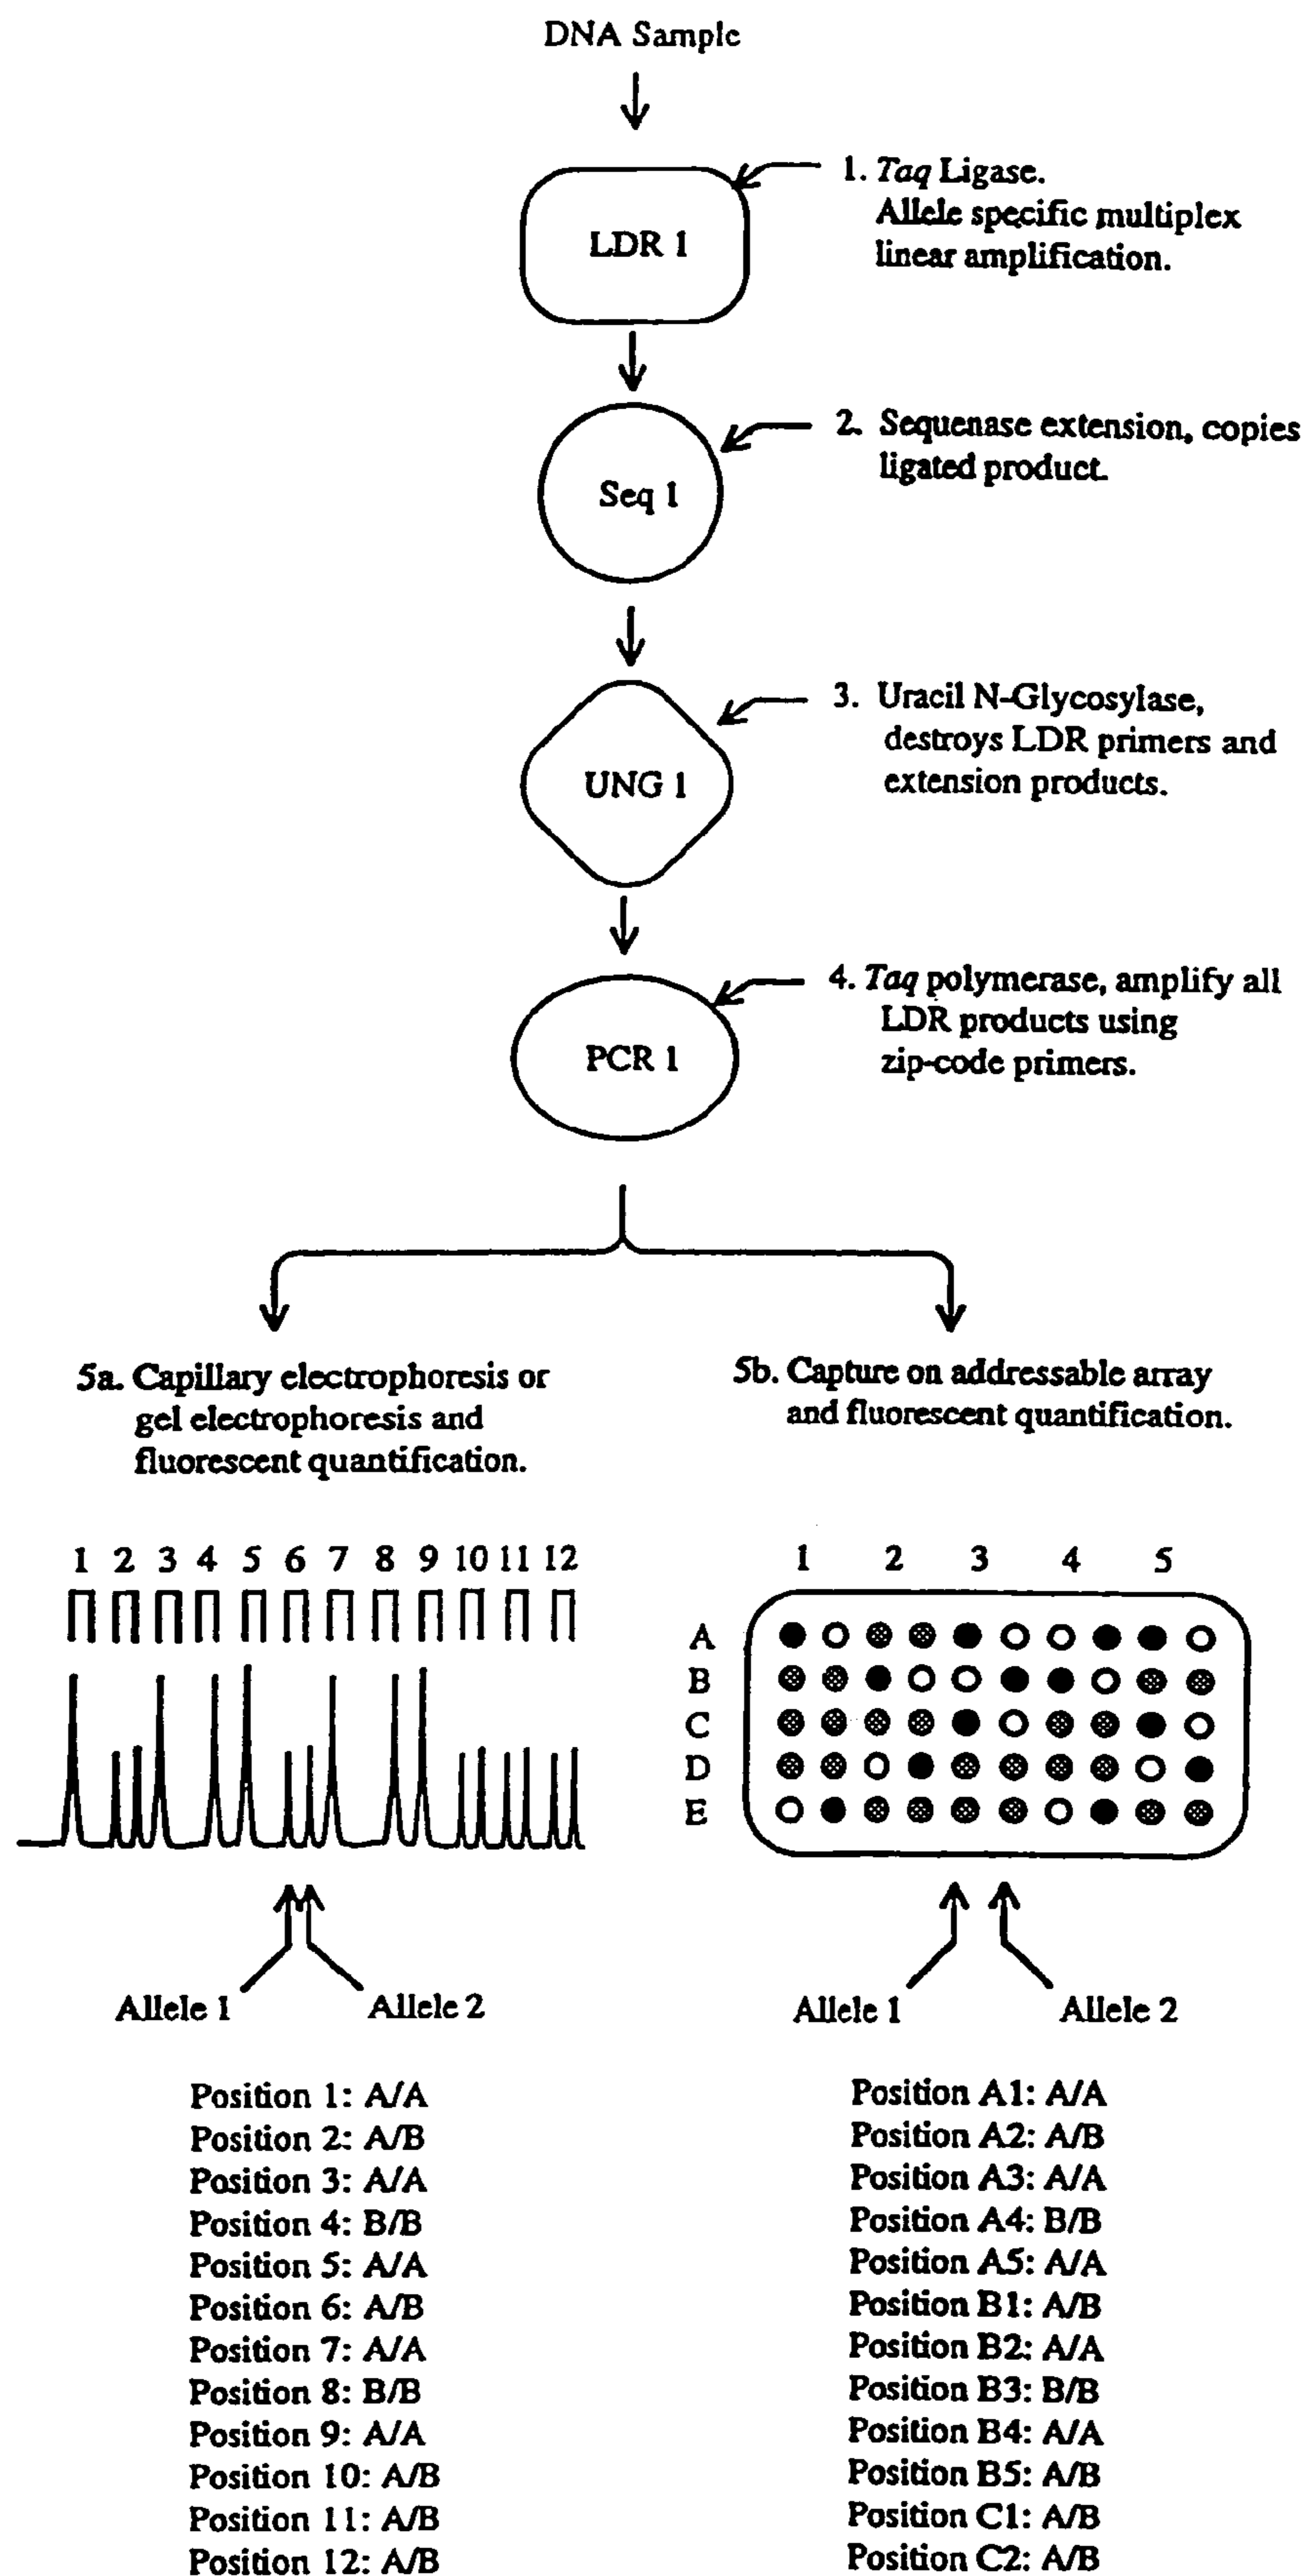 DNA Sample
LDR 1
1. Taq Ligase.
Allele specific multiplex
linear amplification.
Seq 1
2. Sequenase extension, copies
ligated product.
UNG 1
3. Uracil N-Glycosylase,
destroys LDR primers and
extension products.
PCR 1
4. Taq polymerase, amplify all
LDR products using
zip-code primers.
5a. Capillary electrophoresis or
gel electrophoresis and
fluorescent quantification.
1 2 3 4 5 6 7 8 9 10 11 12
Allele 1 Allele 2
Position 1: A/A
Position 2: A/B
Position 3: A/A
Position 4: B/B
Position 5: A/A
Position 6: A/B
Position 7: A/A
Position 8: B/B
Position 9: A/A
Position 10: A/B
Position 11: A/B
Position 12: A/B
5b. Capture on addressable array
and fluorescent quantification.
1 2 3 4 5
A
B
C
D
E
Allele 1 Allele 2
Position A1: A/A
Position A2: A/B
Position A3: A/A
Position A4: B/B
Position A5: A/A
Position B1: A/B
Position B2: A/A
Position B3: B/B
Position B4: A/A
Position B5: A/B
Position C1: A/B
Position C2: A/B